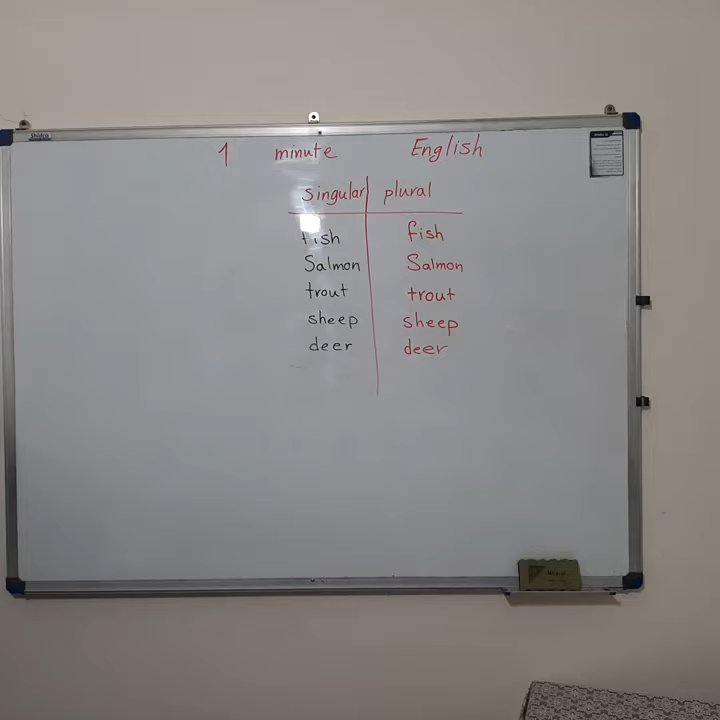 1 minute English
singular plural
fish fish
Salmon Salmon
trout trout
sheep sheep
deer deer